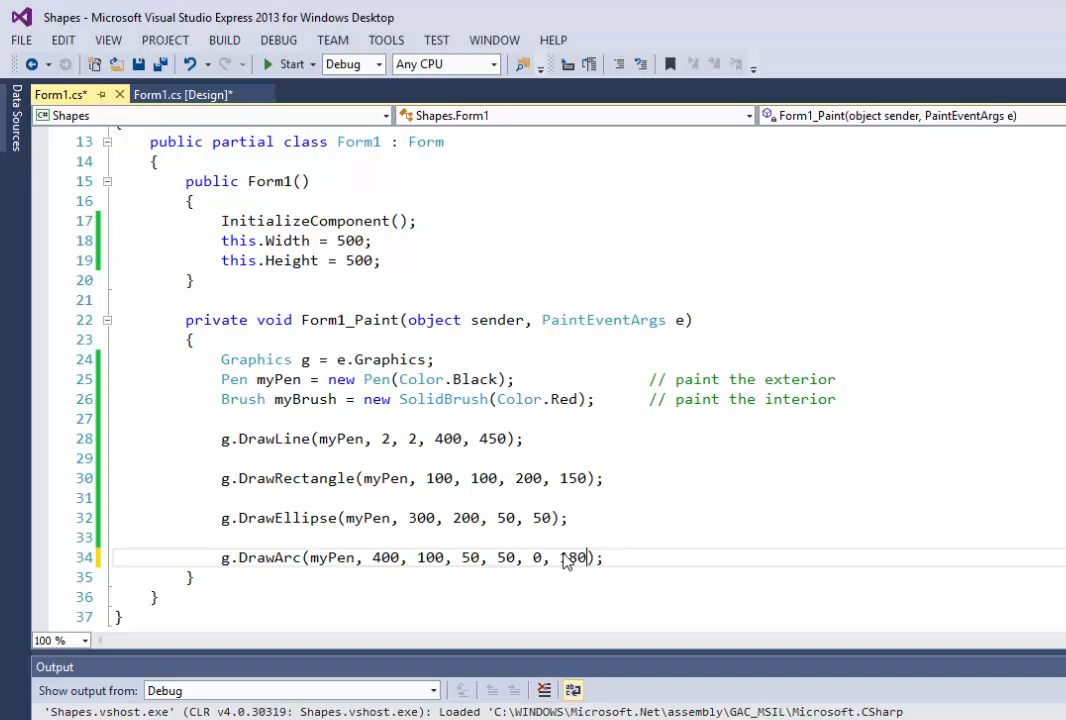 Shapes - Microsoft Visual Studio Express 2013 for Windows Desktop
FILE EDIT VIEW PROJECT BUILD DEBUG TEAM TOOLS TEST WINDOW HELP
Start Debug Any CPU
Form1.cs* Form1.cs [Design]*
Data Sources
Shapes Shapes.Form1 Form1_Paint(object sender, PaintEventArgs e)
13 public partial class Form1 : Form
14 {
15 public Form1()
16 {
17 InitializeComponent();
18 this.Width = 500;
19 this.Height = 500;
20 }
21
22 private void Form1_Paint(object sender, PaintEventArgs e)
23 {
24 Graphics g = e.Graphics;
25 Pen myPen = new Pen(Color.Black); // paint the exterior
26 Brush myBrush = new SolidBrush(Color.Red); // paint the interior
27
28 g.DrawLine(myPen, 2, 2, 400, 450);
29
30 g.DrawRectangle(myPen, 100, 100, 200, 150);
31
32 g.DrawEllipse(myPen, 300, 200, 50, 50);
33
34 g.DrawArc(myPen, 400, 100, 50, 50, 0, 180);
35 }
36 }
37 }
100 %
Output
Show output from: Debug
'Shapes.vshost.exe' (CLR v4.0.30319: Shapes.vshost.exe): Loaded 'C:\WINDOWS\Microsoft.Net\assembly\GAC_MSIL\Microsoft.CSharp